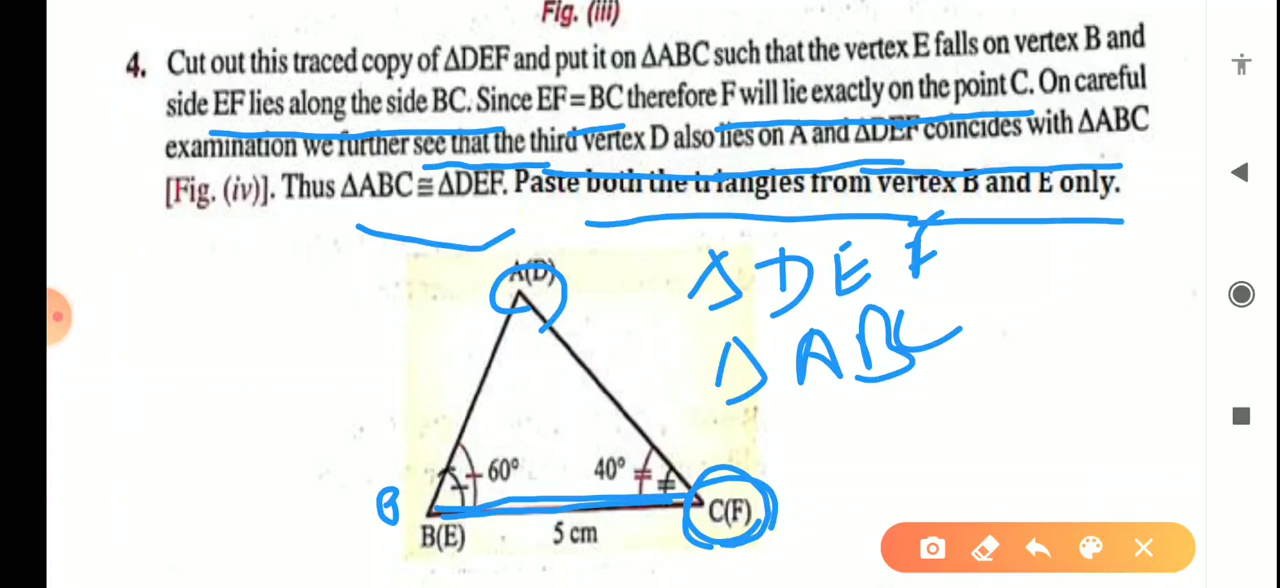 Fig. (iii)
4. Cut out this traced copy of ΔDEF and put it on ΔABC such that the vertex E falls on vertex B and
side EF lies along the side BC. Since EF = BC therefore F will lie exactly on the point C. On careful
examination we further see that the third vertex D also lies on A and ΔDEF coincides with ΔABC
[Fig. (iv)]. Thus ΔABC ≅ ΔDEF. Paste both the triangles from vertex B and E only.
A(D)
Δ DEF
Δ ABC
60°
40°
B
B(E)
5 cm
C(F)